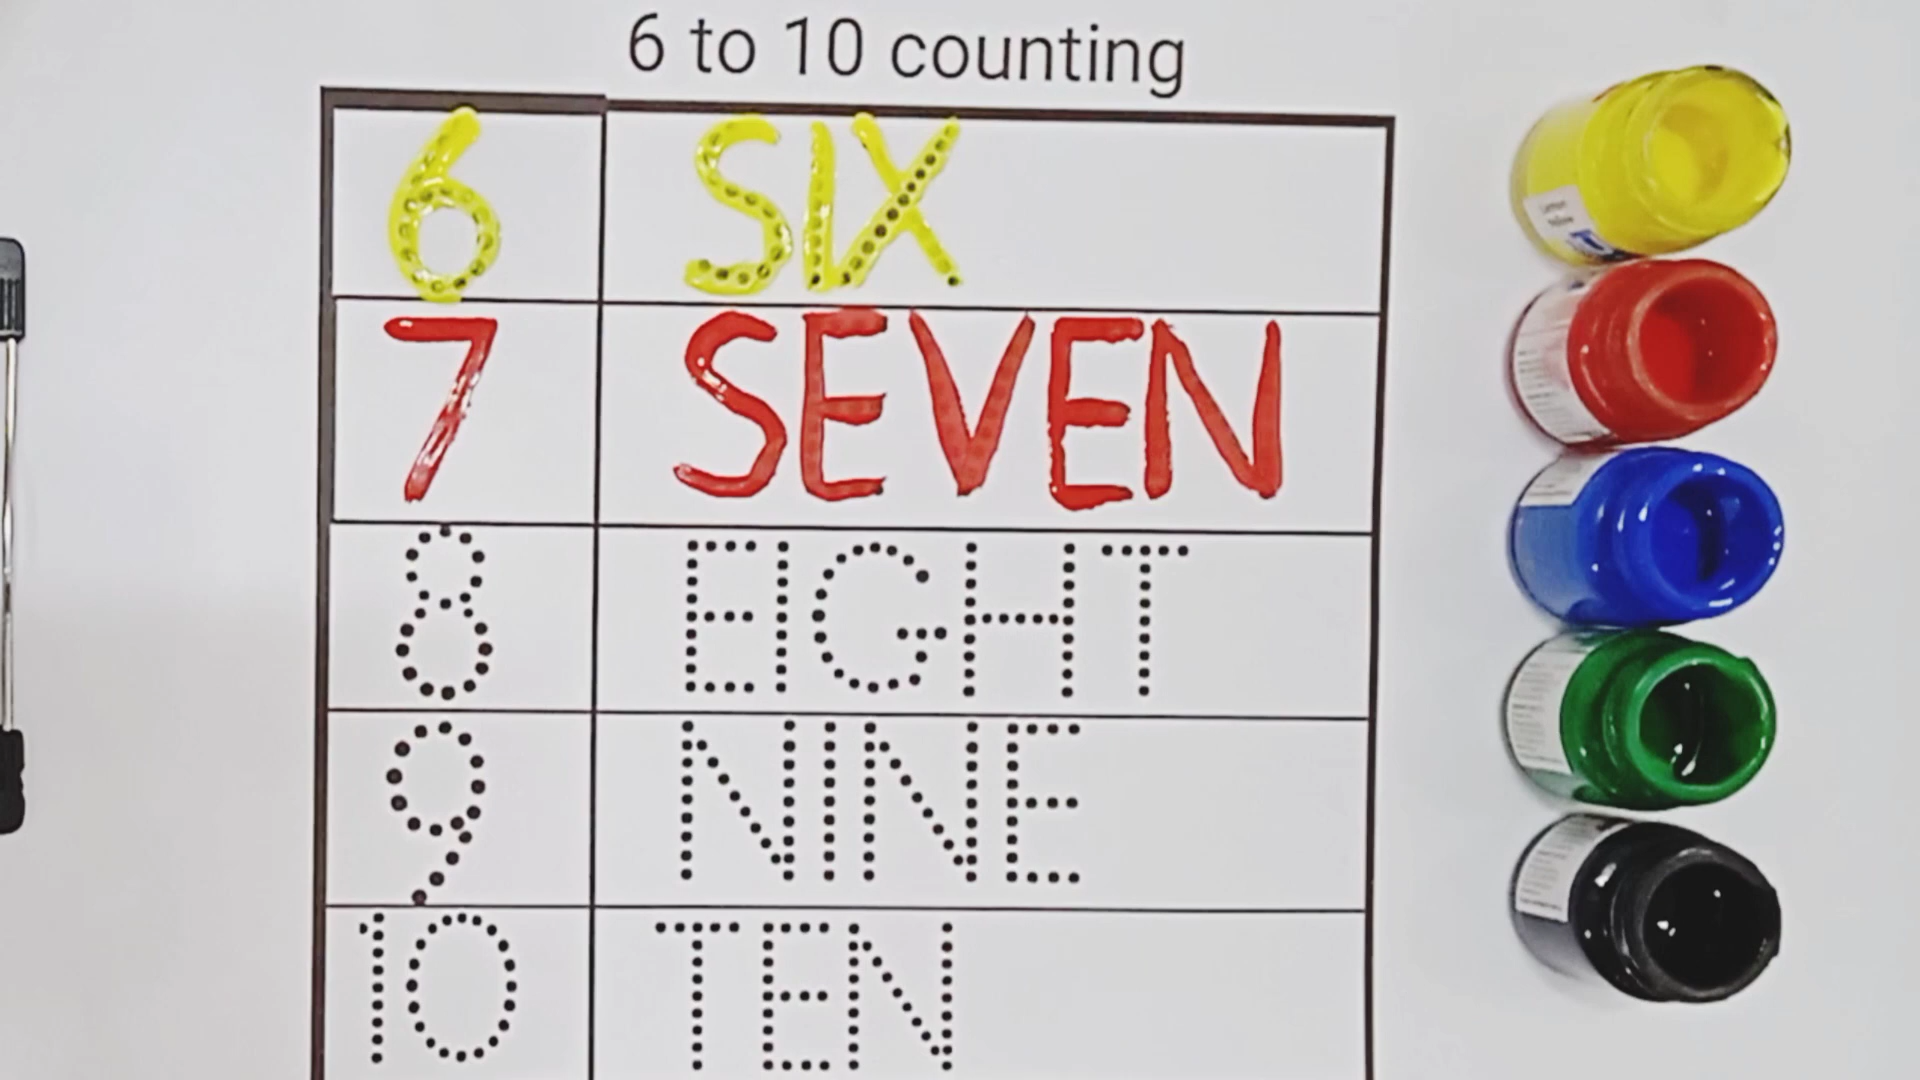 6 to 10 counting
6 SIX
7 SEVEN
8 EIGHT
9 NINE
10 TEN